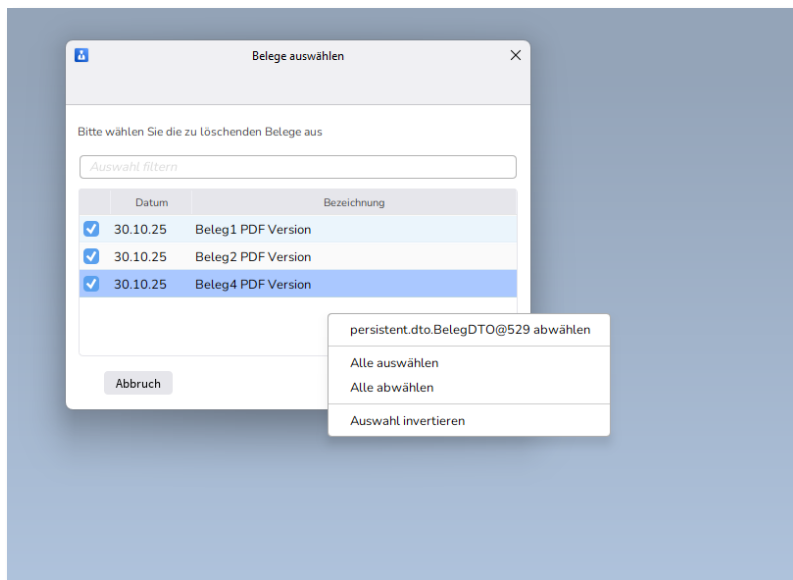 Belege auswählen
Bitte wählen Sie die zu löschenden Belege aus
Auswahl filtern
Datum Bezeichnung
30.10.25 Beleg1 PDF Version
30.10.25 Beleg2 PDF Version
30.10.25 Beleg4 PDF Version
persistent.dto.BelegDTO@529 abwählen
Alle auswählen
Alle abwählen
Auswahl invertieren
Abbruch